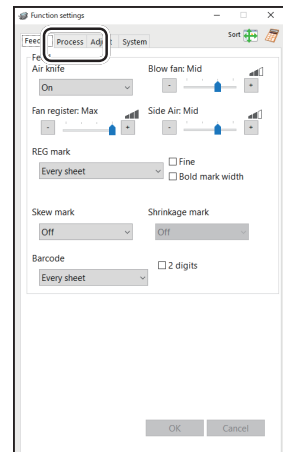 Function settings
Sort
Feed Process Adjust System
Air knife
Blow fan: Mid
On
- +
Fan register: Max
Side Air: Mid
- +
- +
REG mark
Every sheet
Fine
Bold mark width
Skew mark
Shrinkage mark
Off
Off
Barcode
Every sheet
2 digits
OK Cancel